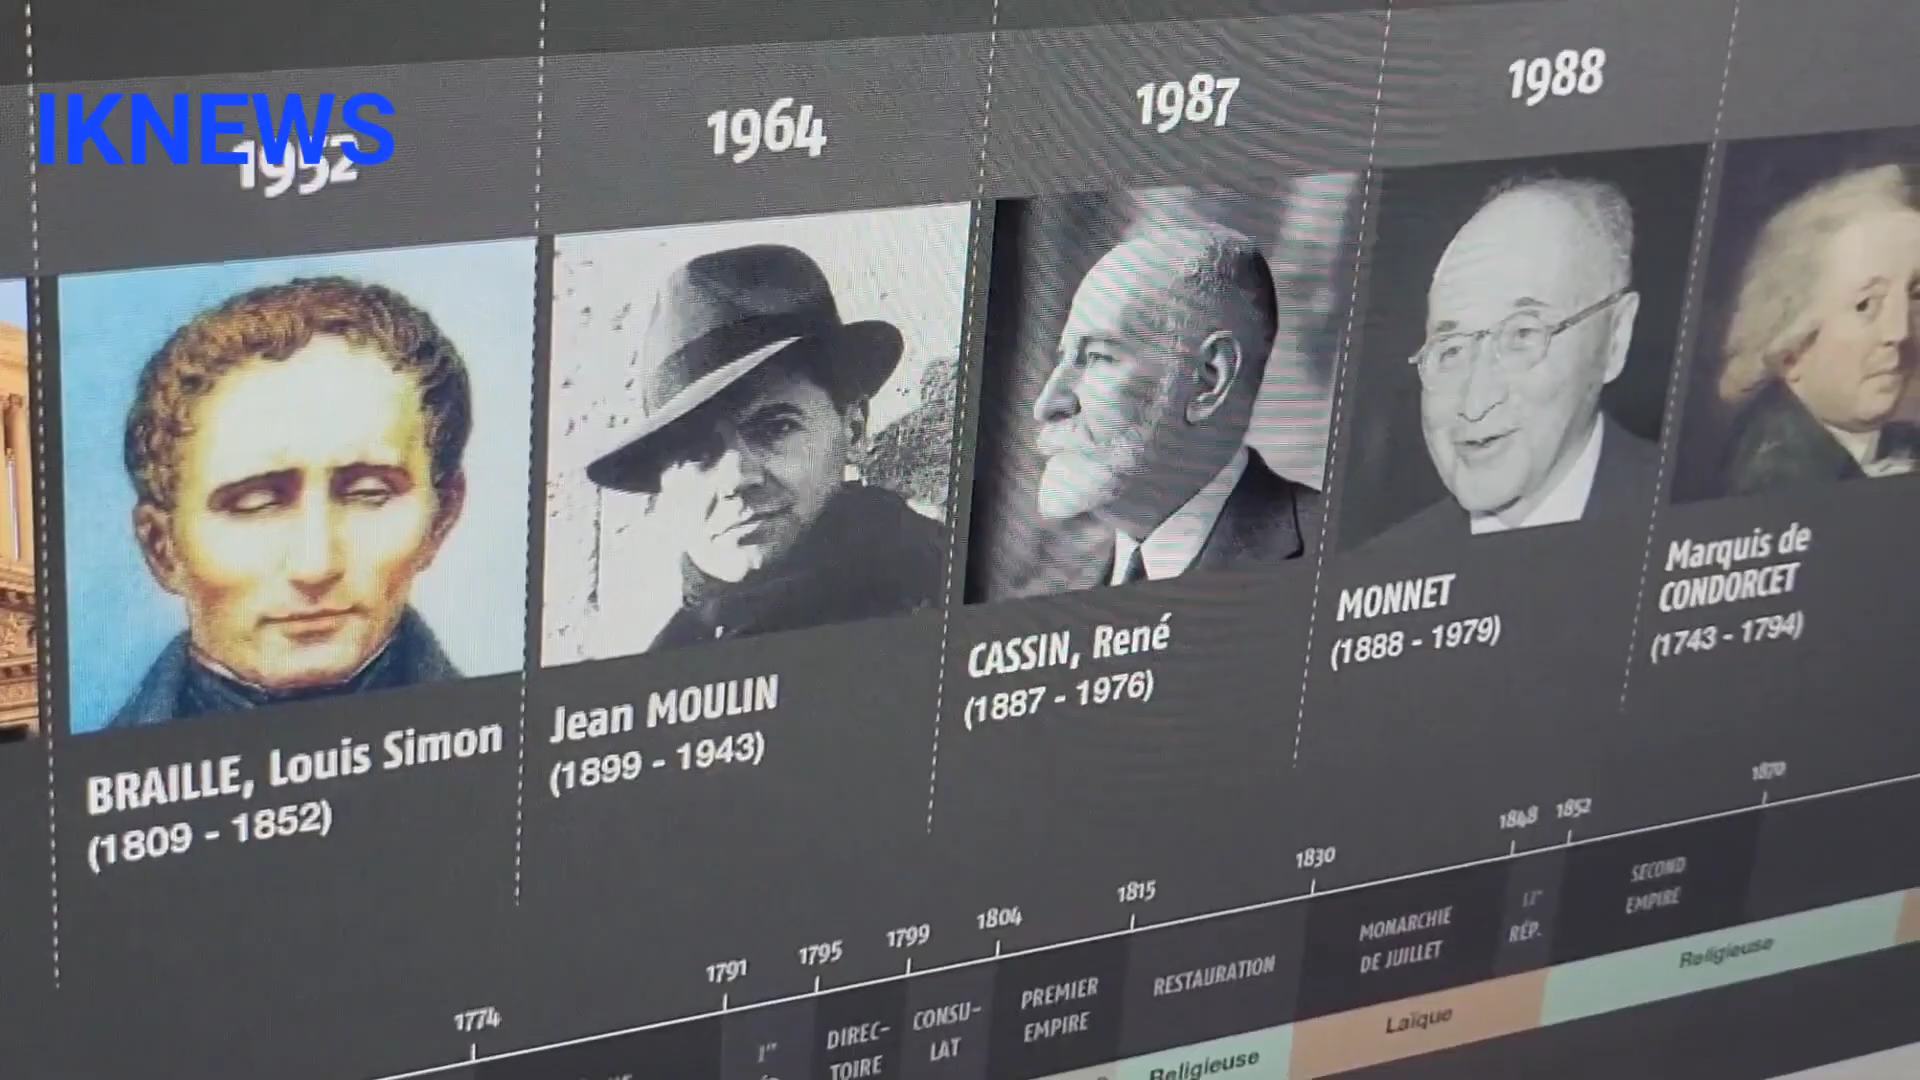 IKNEWS
1952
1964
1987
1988
BRAILLE, Louis Simon
(1809 - 1852)
Jean MOULIN
(1899 - 1943)
CASSIN, René
(1887 - 1976)
MONNET
(1888 - 1979)
Marquis de
CONDORCET
(1743 - 1794)
1774
1791
1795
1799
1804
1815
1830
1848
1852
1870
DIREC-
TOIRE
CONSU-
LAT
PREMIER
EMPIRE
RESTAURATION
MONARCHIE
DE JUILLET
RÉP.
SECOND
EMPIRE
Religieuse
Laïque
Religieuse